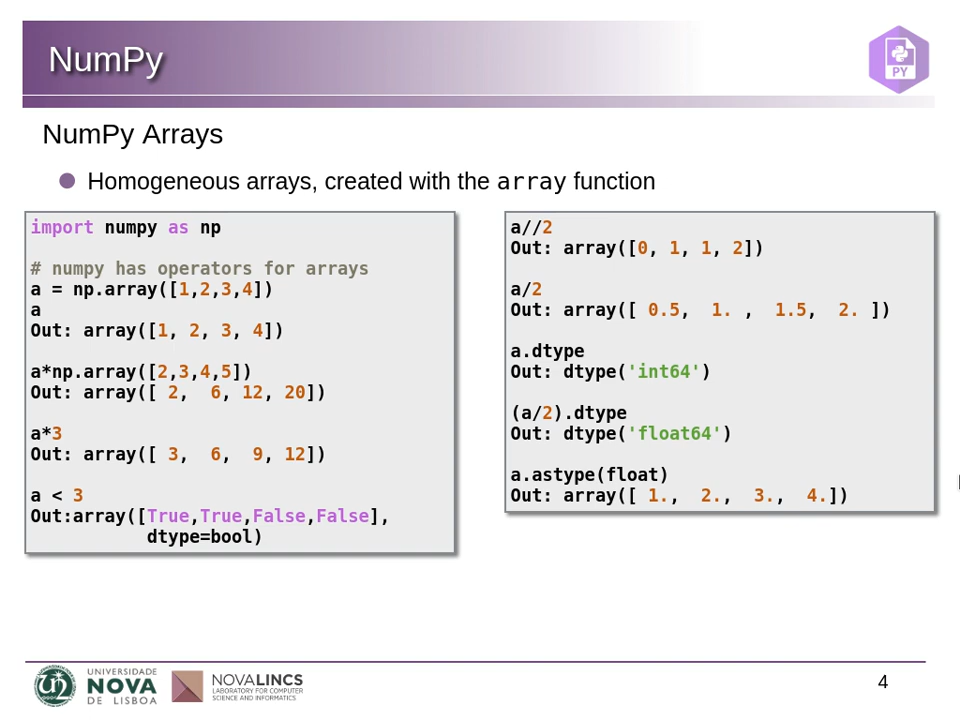 NumPy
PY
NumPy Arrays
Homogeneous arrays, created with the array function
import numpy as np
# numpy has operators for arrays
a = np.array([1,2,3,4])
a
Out: array([1, 2, 3, 4])
a*np.array([2,3,4,5])
Out: array([ 2,  6, 12, 20])
a*3
Out: array([ 3,  6,  9, 12])
a < 3
Out:array([True,True,False,False],
dtype=bool)
a//2
Out: array([0, 1, 1, 2])
a/2
Out: array([ 0.5,  1. ,  1.5,  2. ])
a.dtype
Out: dtype('int64')
(a/2).dtype
Out: dtype('float64')
a.astype(float)
Out: array([ 1.,  2.,  3.,  4.])
UNIVERSIDADE
NOVA
DE LISBOA
NOVALINCS
LABORATORY FOR COMPUTER
SCIENCE AND INFORMATICS
4